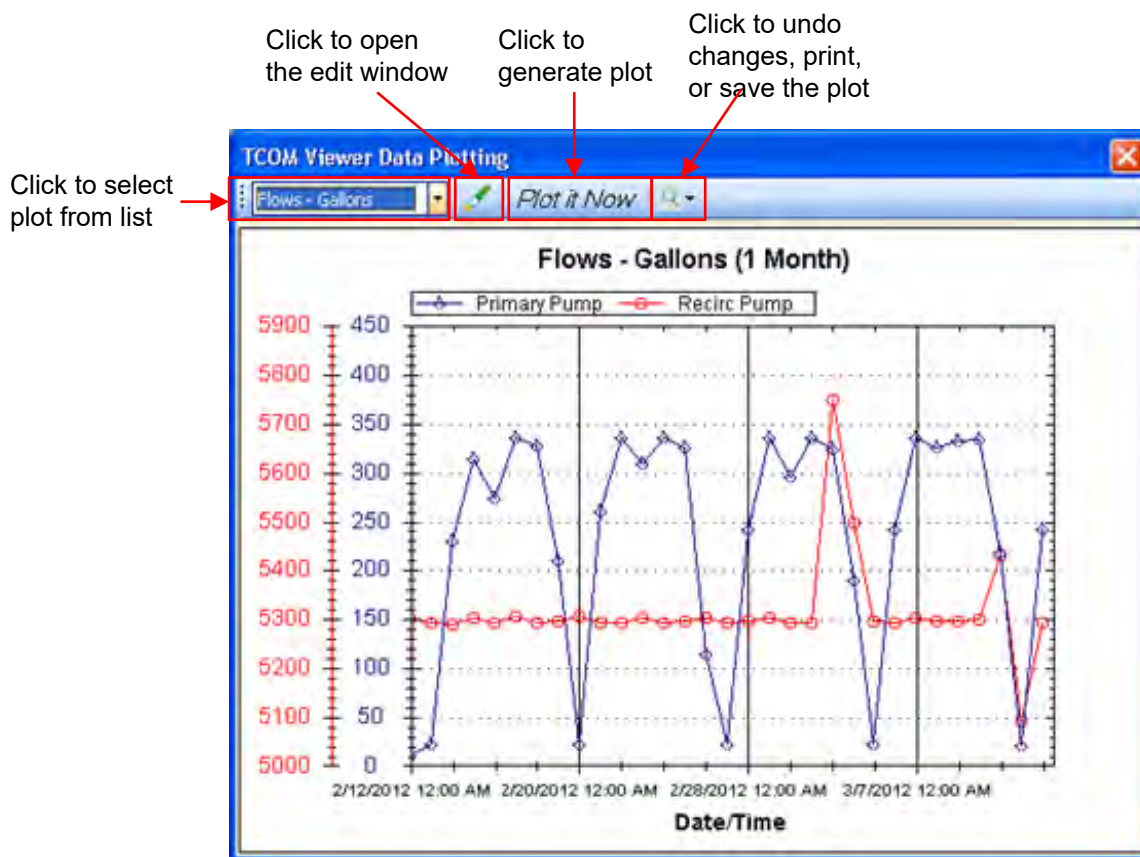 Click to open
the edit window
Click to
generate plot
Click to undo
changes, print,
or save the plot
Click to select
plot from list
TCOM Viewer Data Plotting
Flows - Gallons
Plot it Now
Flows - Gallons (1 Month)
Primary Pump Recirc Pump
5900 450
5800 400
5700 350
5600 300
5500 250
5400 200
5300 150
5200 100
5100 50
5000 0
2/12/2012 12:00 AM 2/20/2012 12:00 AM 2/28/2012 12:00 AM 3/7/2012 12:00 AM
Date/Time